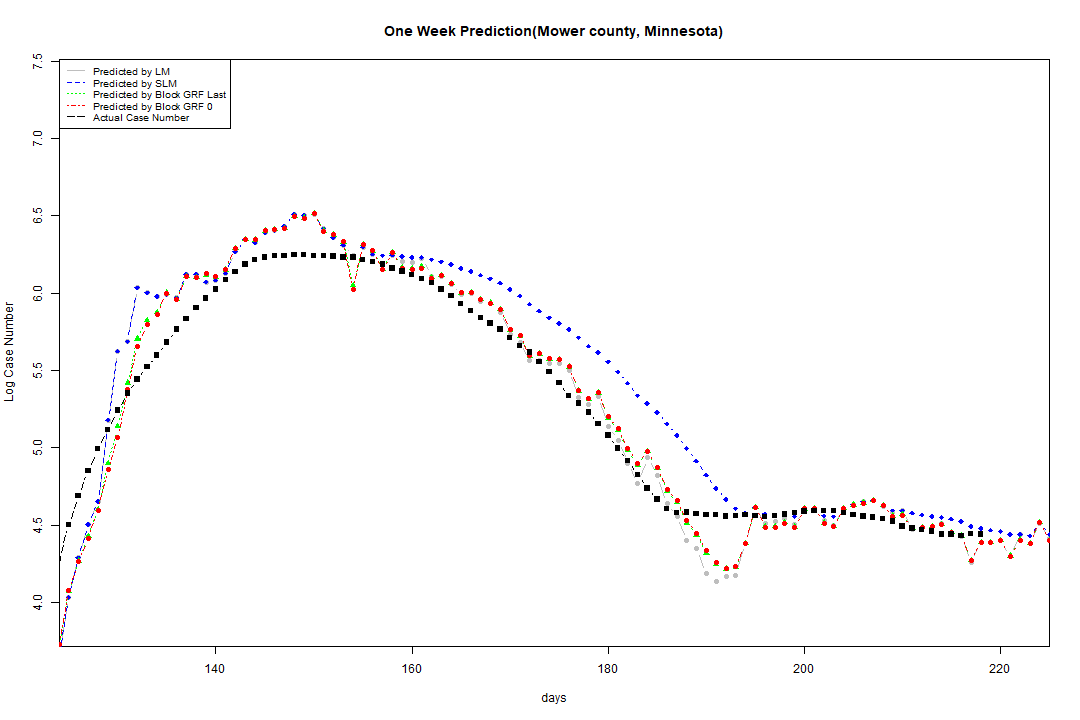 One Week Prediction(Mower county, Minnesota)
7.5
7.0
6.5
6.0
5.5
5.0
4.5
4.0
Log Case Number
Predicted by LM
Predicted by SLM
Predicted by Block GRF Last
Predicted by Block GRF 0
Actual Case Number
140 160 180 200 220
days